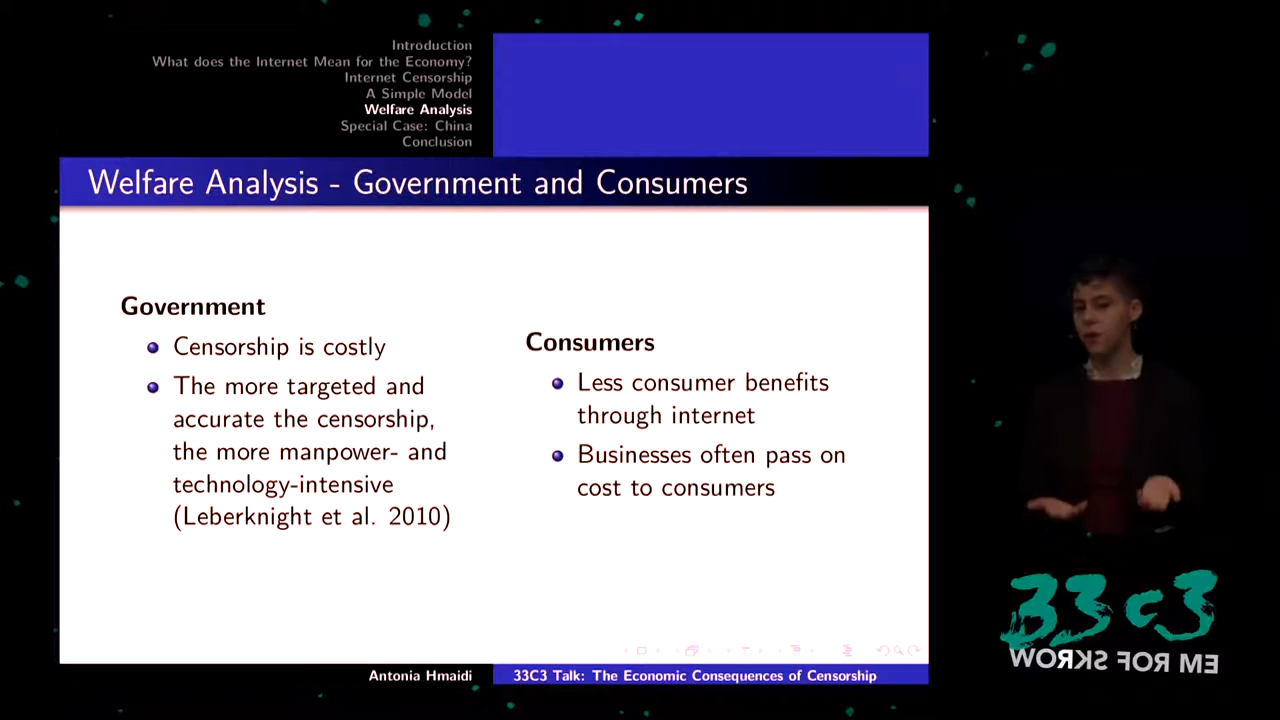 Introduction
What does the Internet Mean for the Economy?
Internet Censorship
A Simple Model
Welfare Analysis
Special Case: China
Conclusion
Welfare Analysis - Government and Consumers
Government
Censorship is costly
The more targeted and
accurate the censorship,
the more manpower- and
technology-intensive
(Leberknight et al. 2010)
Consumers
Less consumer benefits
through internet
Businesses often pass on
cost to consumers
Antonia Hmaidi
33C3 Talk: The Economic Consequences of Censorship
33C3
WORKS FOR ME